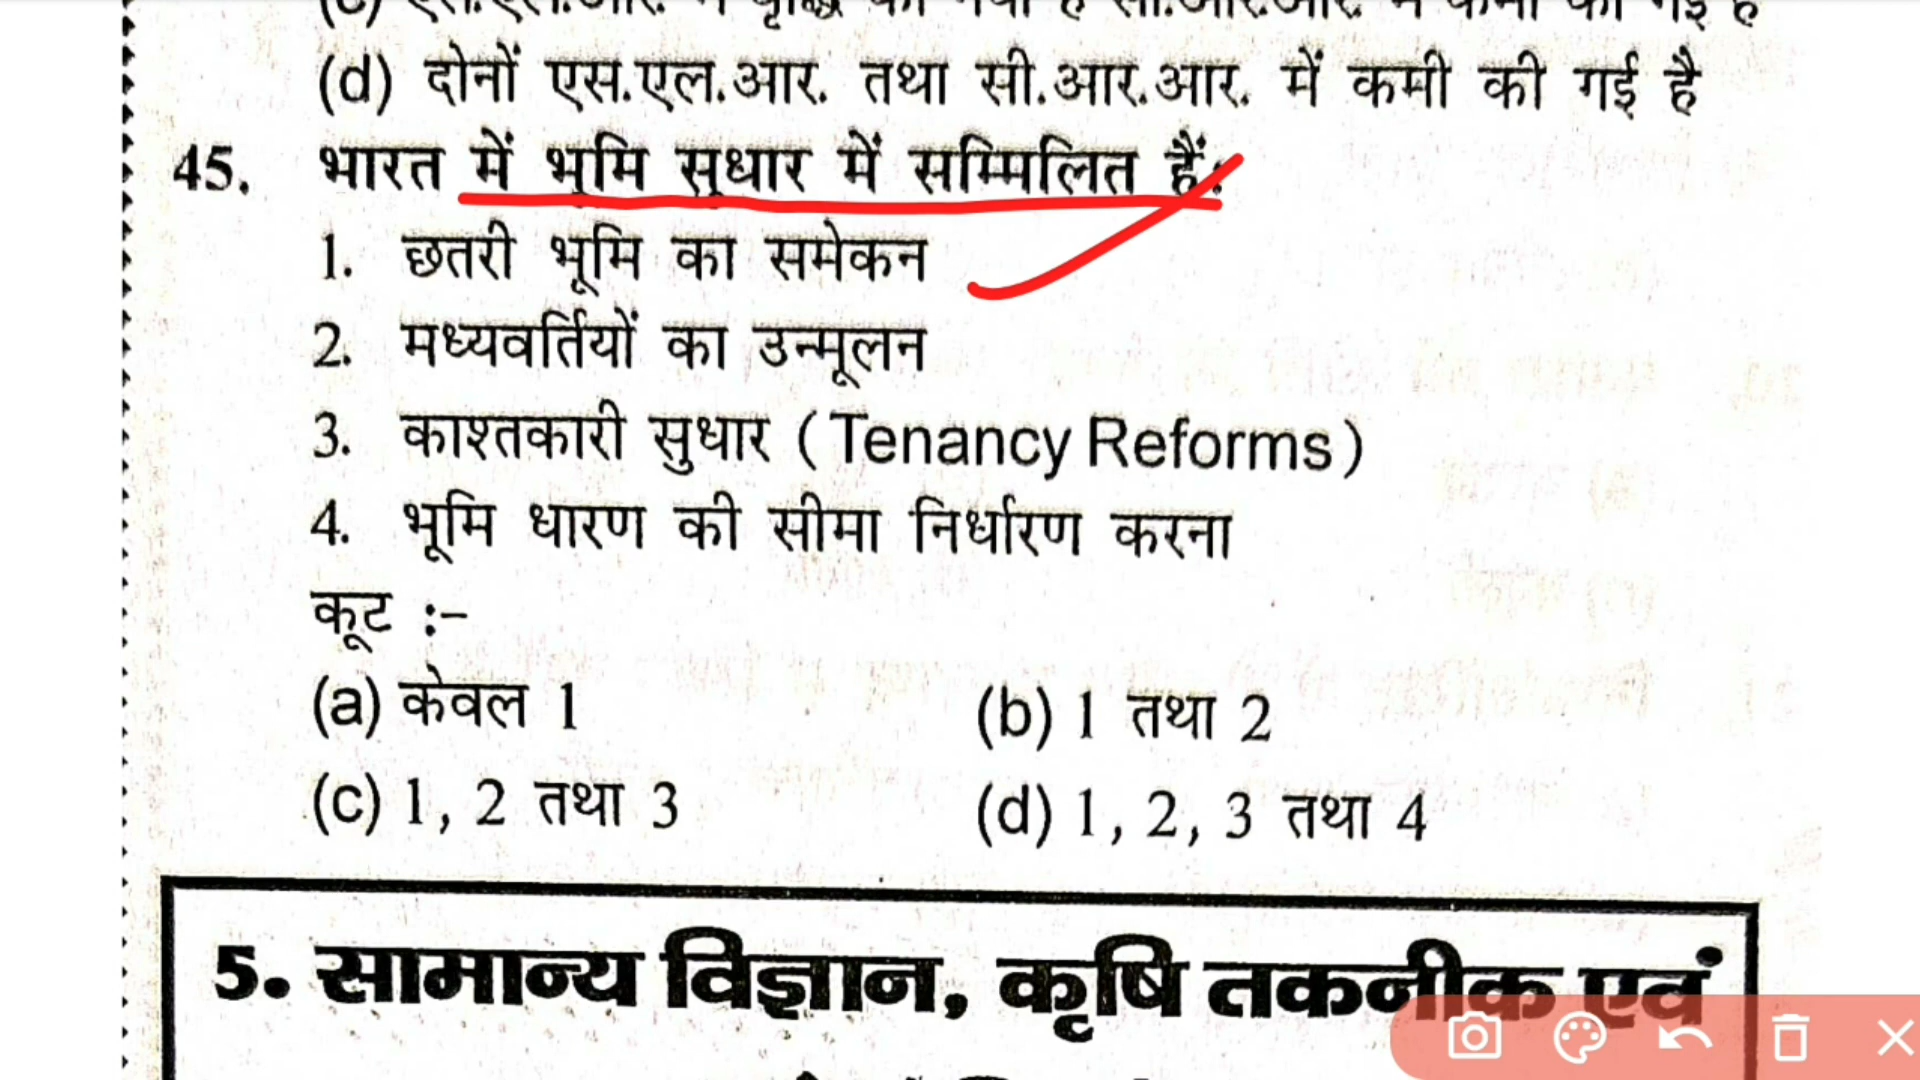 (d) दोनों एस.एल.आर. तथा सी.आर.आर. में कमी की गई है
45. भारत में भूमि सुधार में सम्मिलित हैं:
1. छतरी भूमि का समेकन
2. मध्यवर्तियों का उन्मूलन
3. काश्तकारी सुधार (Tenancy Reforms)
4. भूमि धारण की सीमा निर्धारण करना
कूट :–
(a) केवल 1 (b) 1 तथा 2
(c) 1, 2 तथा 3 (d) 1, 2, 3 तथा 4
5. सामान्य विज्ञान, कृषि तकनीक एवं